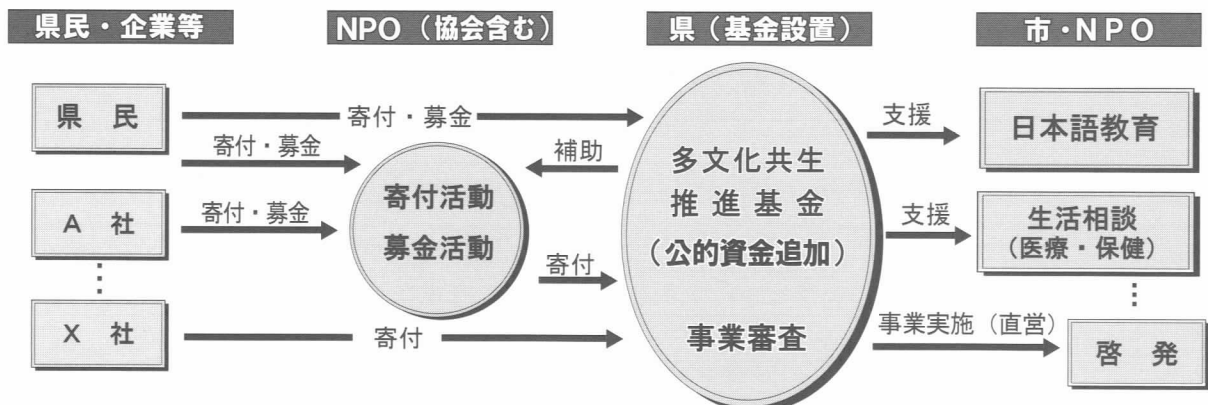 県民・企業等
NPO（協会含む）
県（基金設置）
市・NPO
県 民
寄付・募金
寄付・募金
A 社
寄付・募金
X 社
寄付
寄付活動
募金活動
補助
寄付
多文化共生
推進基金
（公的資金追加）
事業審査
支援
日本語教育
支援
生活相談
（医療・保健）
事業実施（直営）
啓 発